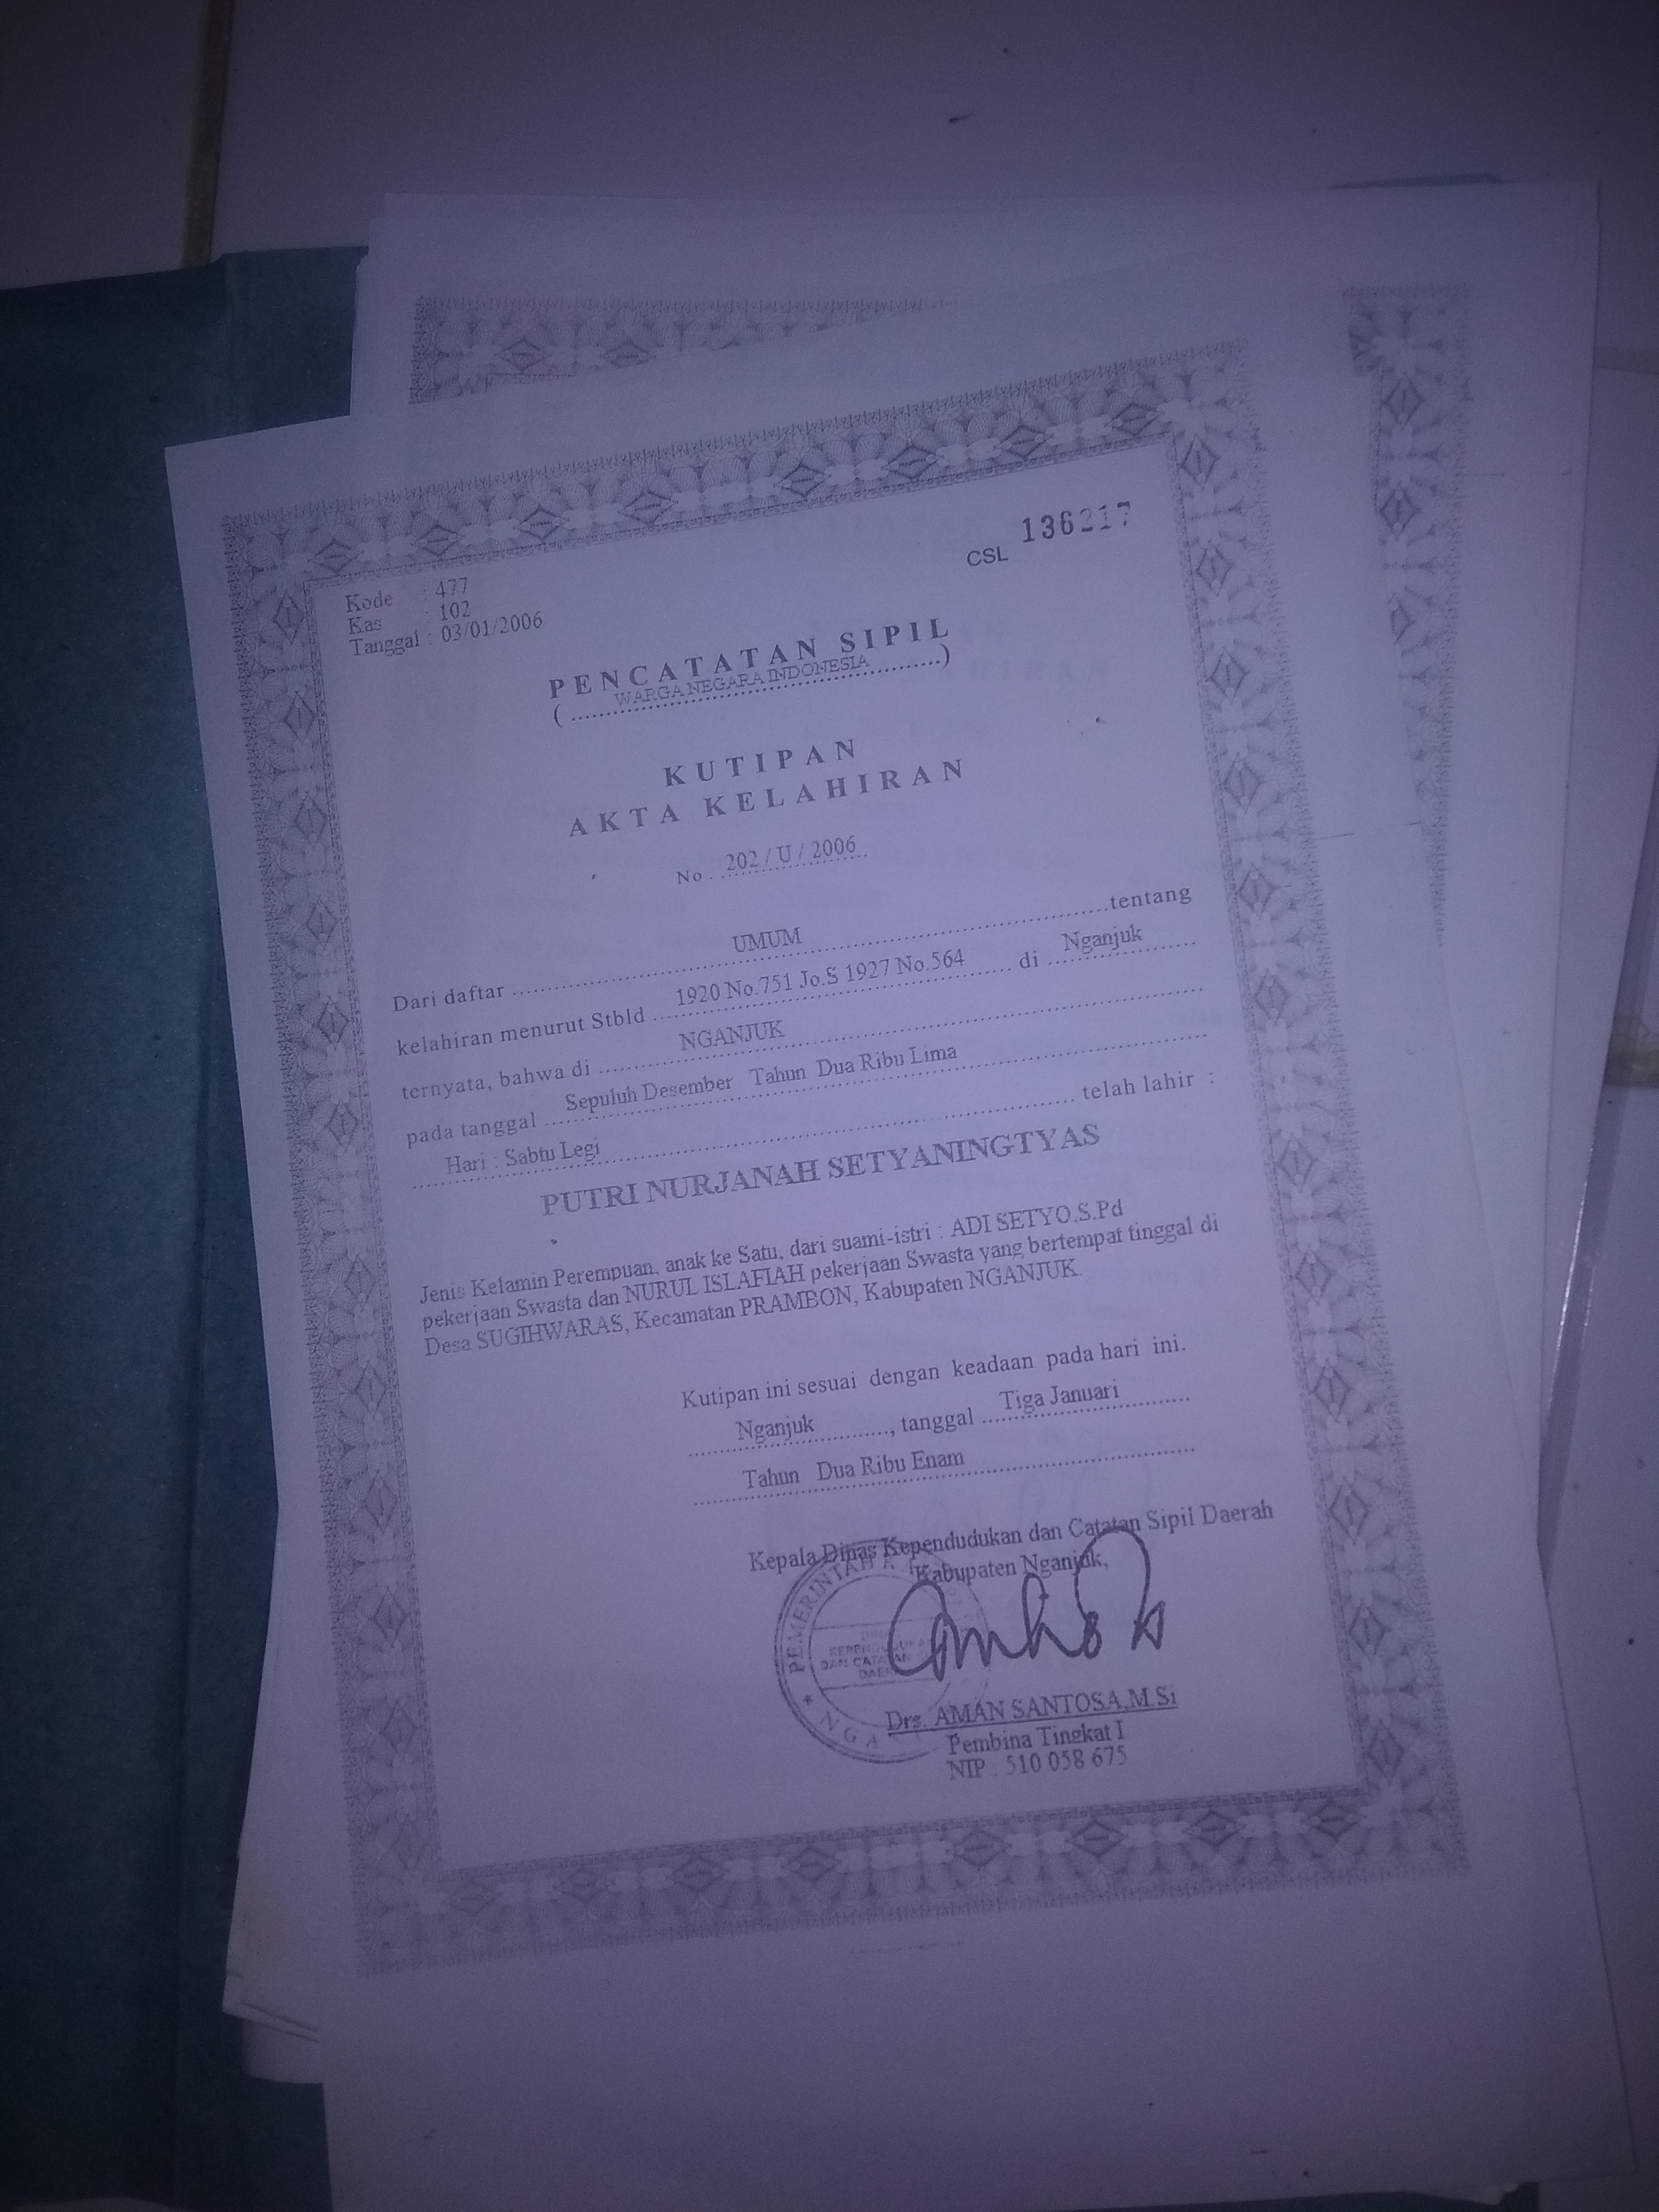 CSL 136217
Kode : 477
Kas : 102
Tanggal : 03/01/2006
PENCATATAN SIPIL
( WARGA NEGARA INDONESIA ..........)
KUTIPAN
AKTA KELAHIRAN
No . 202 / U / 2006
Dari daftar ............ UMUM ............ tentang
kelahiran menurut Stbld ... 1920 No.751 Jo.S 1927 No.564 ... di ... Nganjuk
ternyata, bahwa di ............ NGANJUK ............
pada tanggal ... Sepuluh Desember Tahun Dua Ribu Lima ............
Hari : Sabtu Legi ............ telah lahir :
PUTRI NURJANAH SETYANINGTYAS
Jenis Kelamin Perempuan, anak ke Satu, dari suami-istri : ADI SETYO,S.Pd
pekerjaan Swasta dan NURUL ISLAFIAH pekerjaan Swasta yang bertempat tinggal di
Desa SUGIHWARAS, Kecamatan PRAMBON, Kabupaten NGANJUK.
Kutipan ini sesuai dengan keadaan pada hari ini.
Nganjuk ........., tanggal ... Tiga Januari
Tahun Dua Ribu Enam
Kepala Dinas Kependudukan dan Catatan Sipil Daerah
Kabupaten Nganjuk,
PEMERINTAH
KEPENDUDUKAN
DAN CATATAN
Drs. AMAN SANTOSA,M.Si
Pembina Tingkat I
NIP . 510 058 675